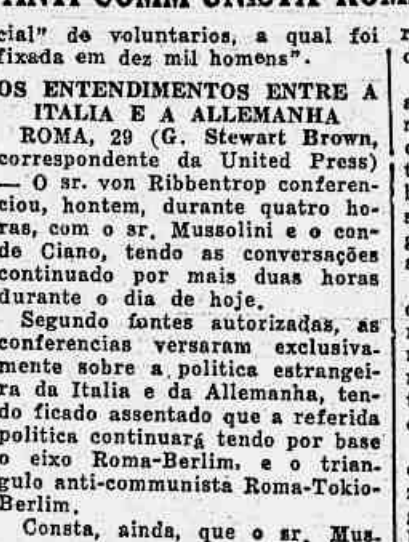 ANTI COMMUNISTA ROM
cial" de voluntarios, a qual foi
fixada em dez mil homens".
OS ENTENDIMENTOS ENTRE A
ITALIA E A ALLEMANHA
ROMA, 29 (G. Stewart Brown,
correspondente da United Press)
— O sr. von Ribbentrop conferen-
ciou, hontem, durante quatro ho-
ras, com o sr. Mussolini e o con-
de Ciano, tendo as conversações
continuado por mais duas horas
durante o dia de hoje.
Segundo fontes autorizadas, as
conferencias versaram exclusiva-
mente sobre a politica estrangei-
ra da Italia e da Allemanha, ten-
do ficado assentado que a referida
politica continuará tendo por base
o eixo Roma-Berlim, e o trian-
gulo anti-communista Roma-Tokio-
Berlim.
Consta, ainda, que o sr. Mus-